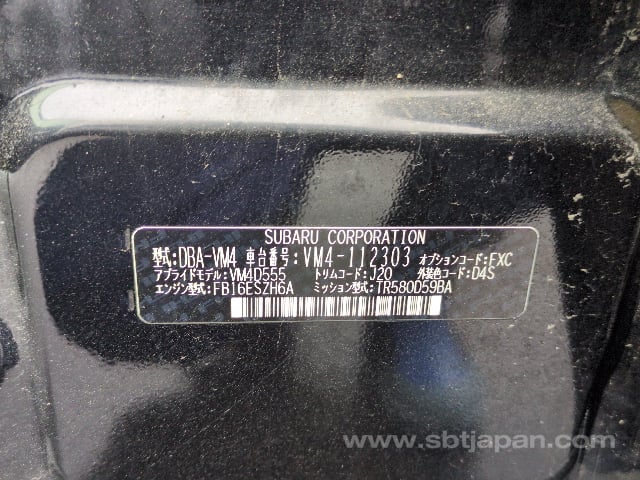 SUBARU CORPORATION
型式:DBA-VM4 車台番号:VM4-112303 オプションコード:EXC
アプライドモデル:VM4D555 トリムコード:J20 外装色コード:D4S
エンジン型式:FB16ESZH6A ミッション型式:TR580D59BA
www.sbtjapan.com